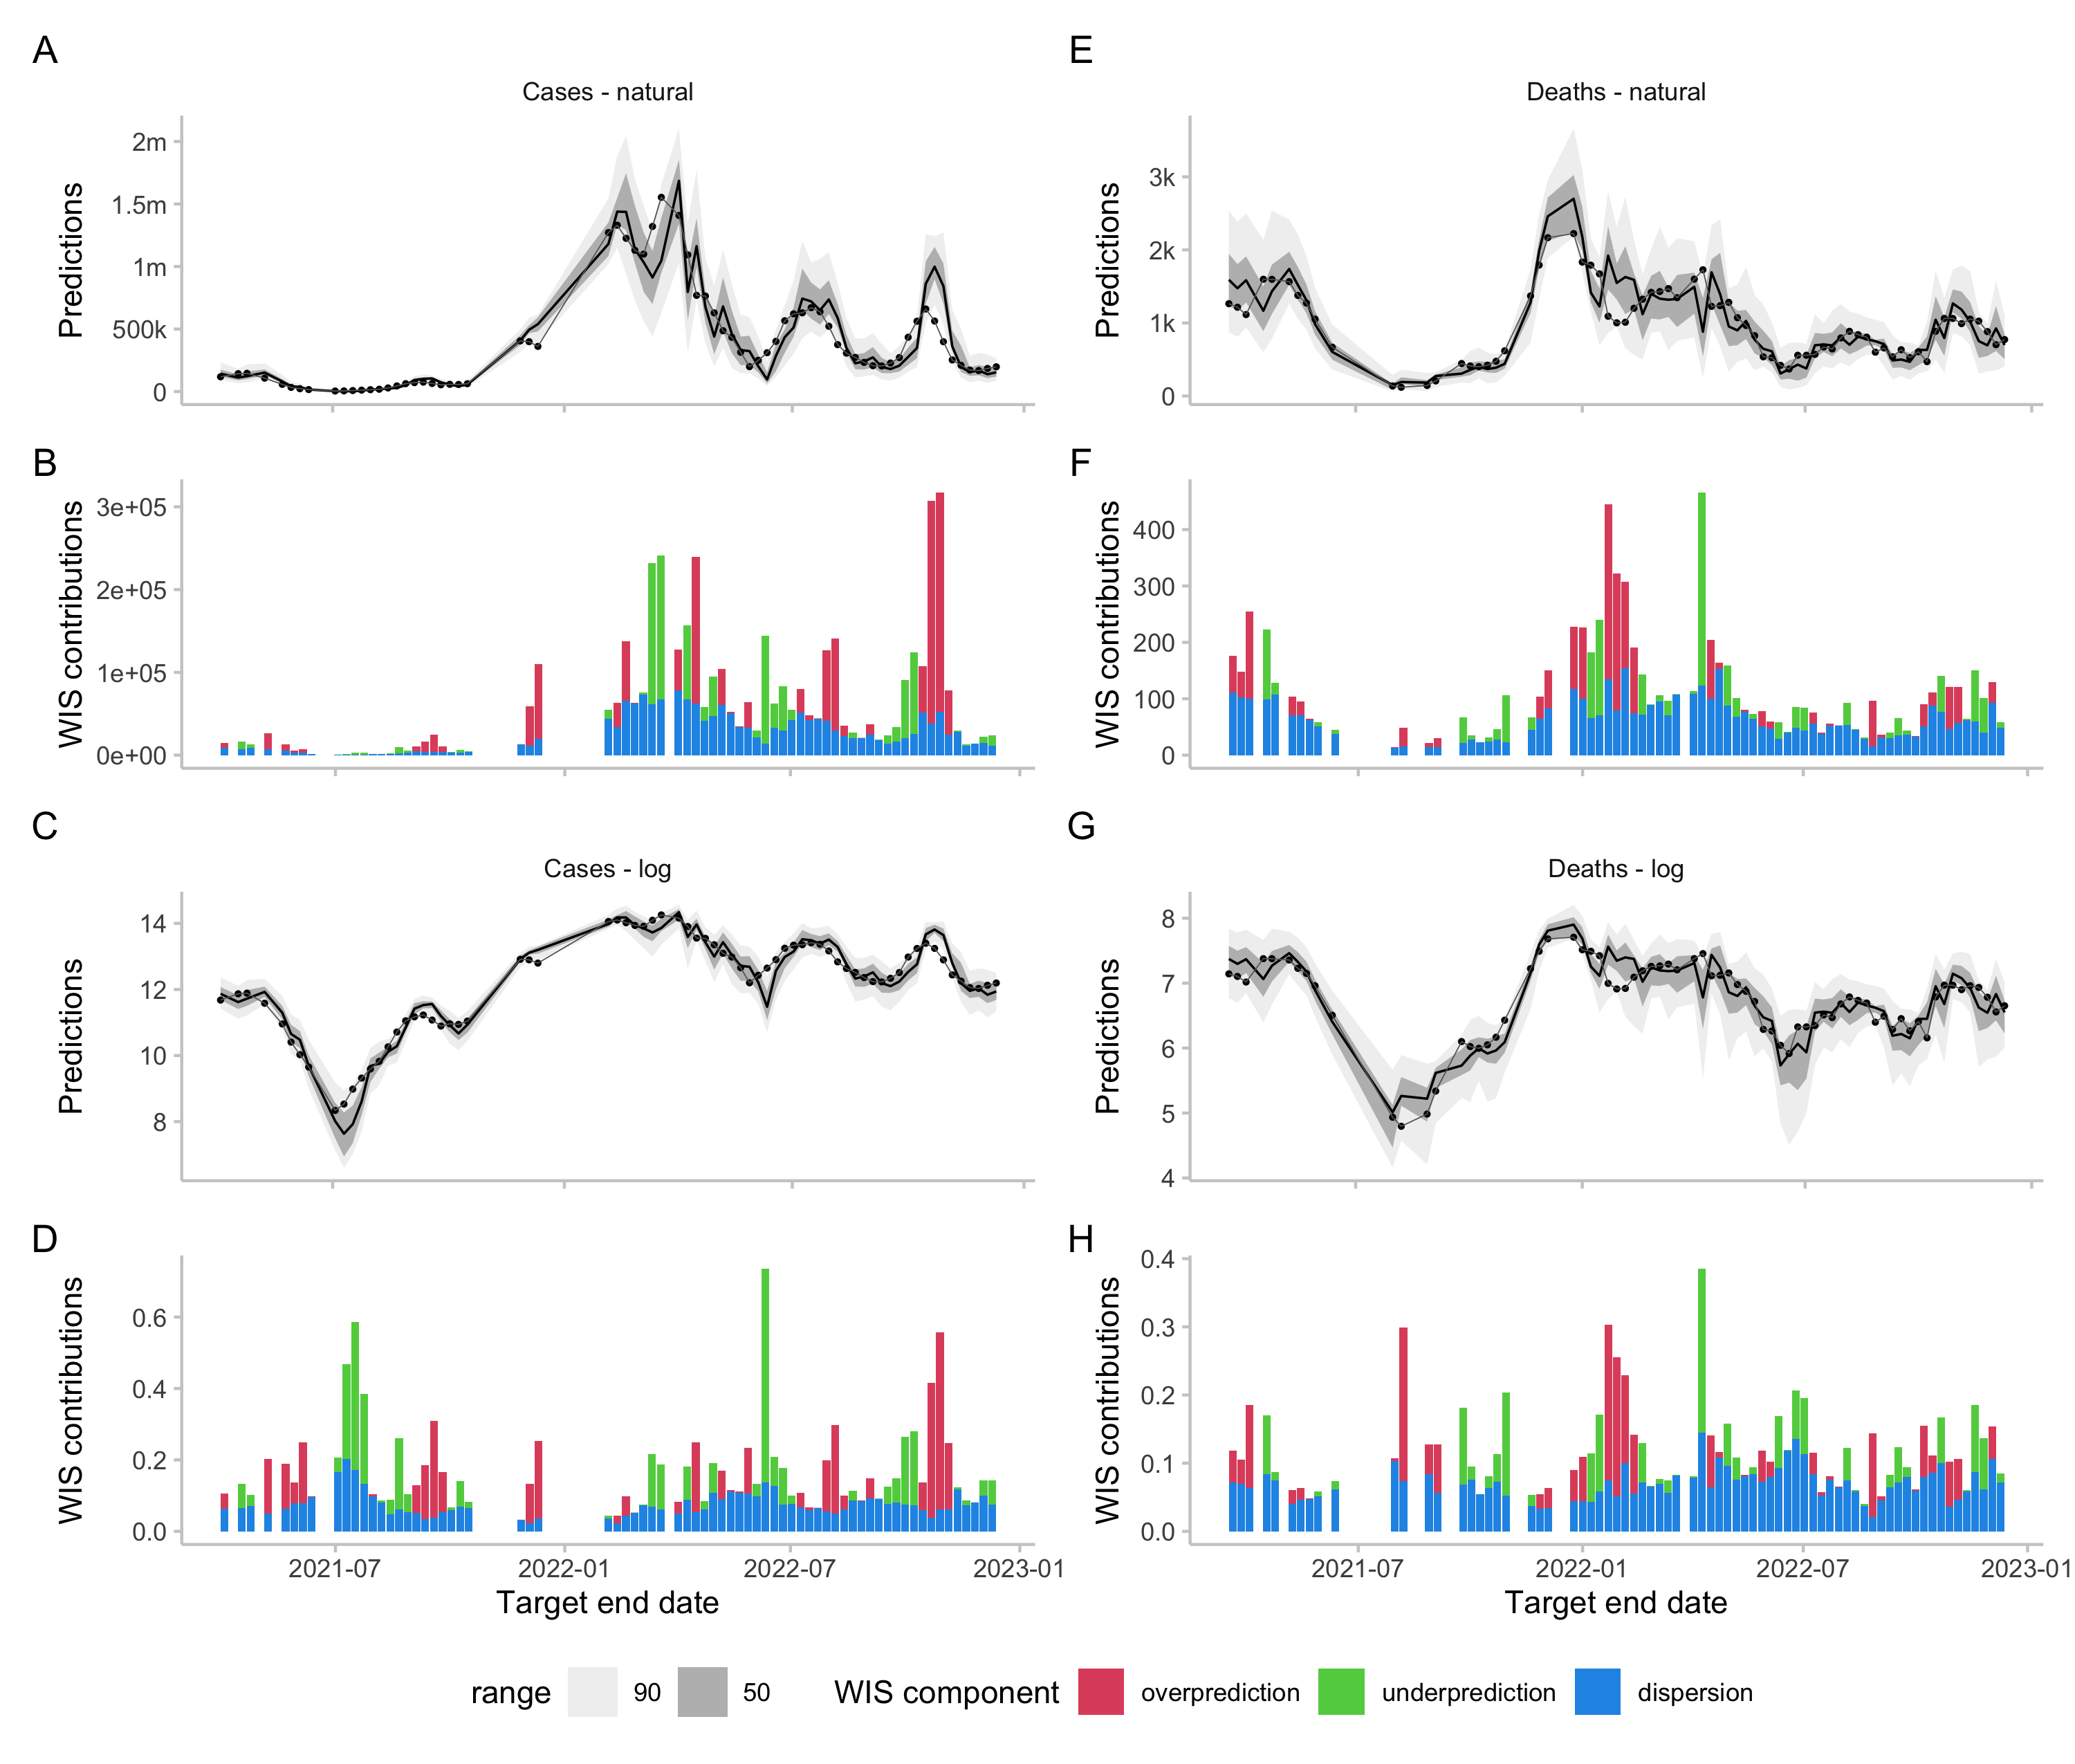 A
Cases - natural
Predictions
2m
1.5m
1m
500k
0
E
Deaths - natural
Predictions
3k
2k
1k
0
B
WIS contributions
3e+05
2e+05
1e+05
0e+00
F
WIS contributions
400
300
200
100
0
C
Cases - log
Predictions
14
12
10
8
G
Deaths - log
Predictions
8
7
6
5
4
D
WIS contributions
0.6
0.4
0.2
0.0
2021-07 2022-01 2022-07 2023-01
Target end date
H
WIS contributions
0.4
0.3
0.2
0.1
0.0
2021-07 2022-01 2022-07 2023-01
Target end date
range 90 50 WIS component overprediction underprediction dispersion